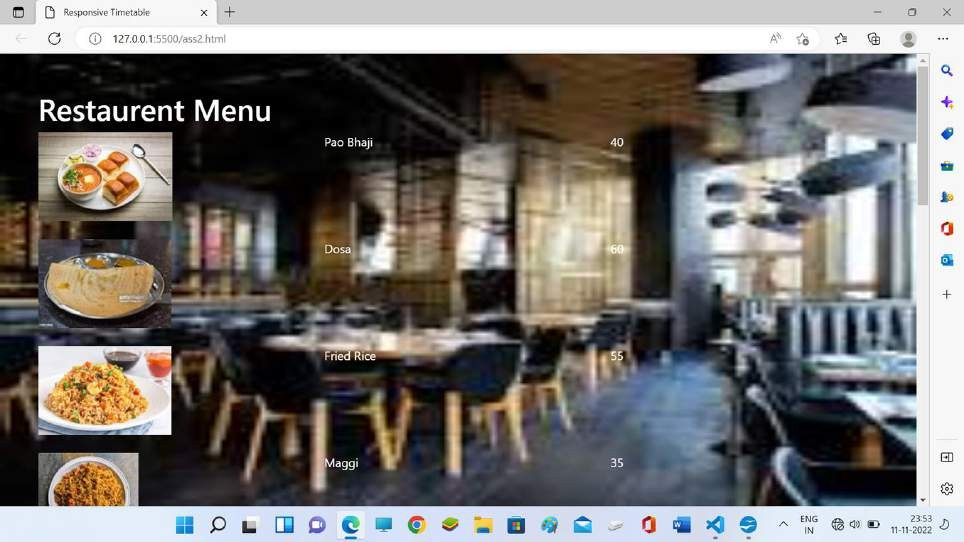 Responsive Timetable
127.0.0.1:5500/ass2.html
Restaurent Menu
Pao Bhaji 40
Dosa 60
Fried Rice 55
Maggi 35
ENG
IN
23:53
11-11-2022